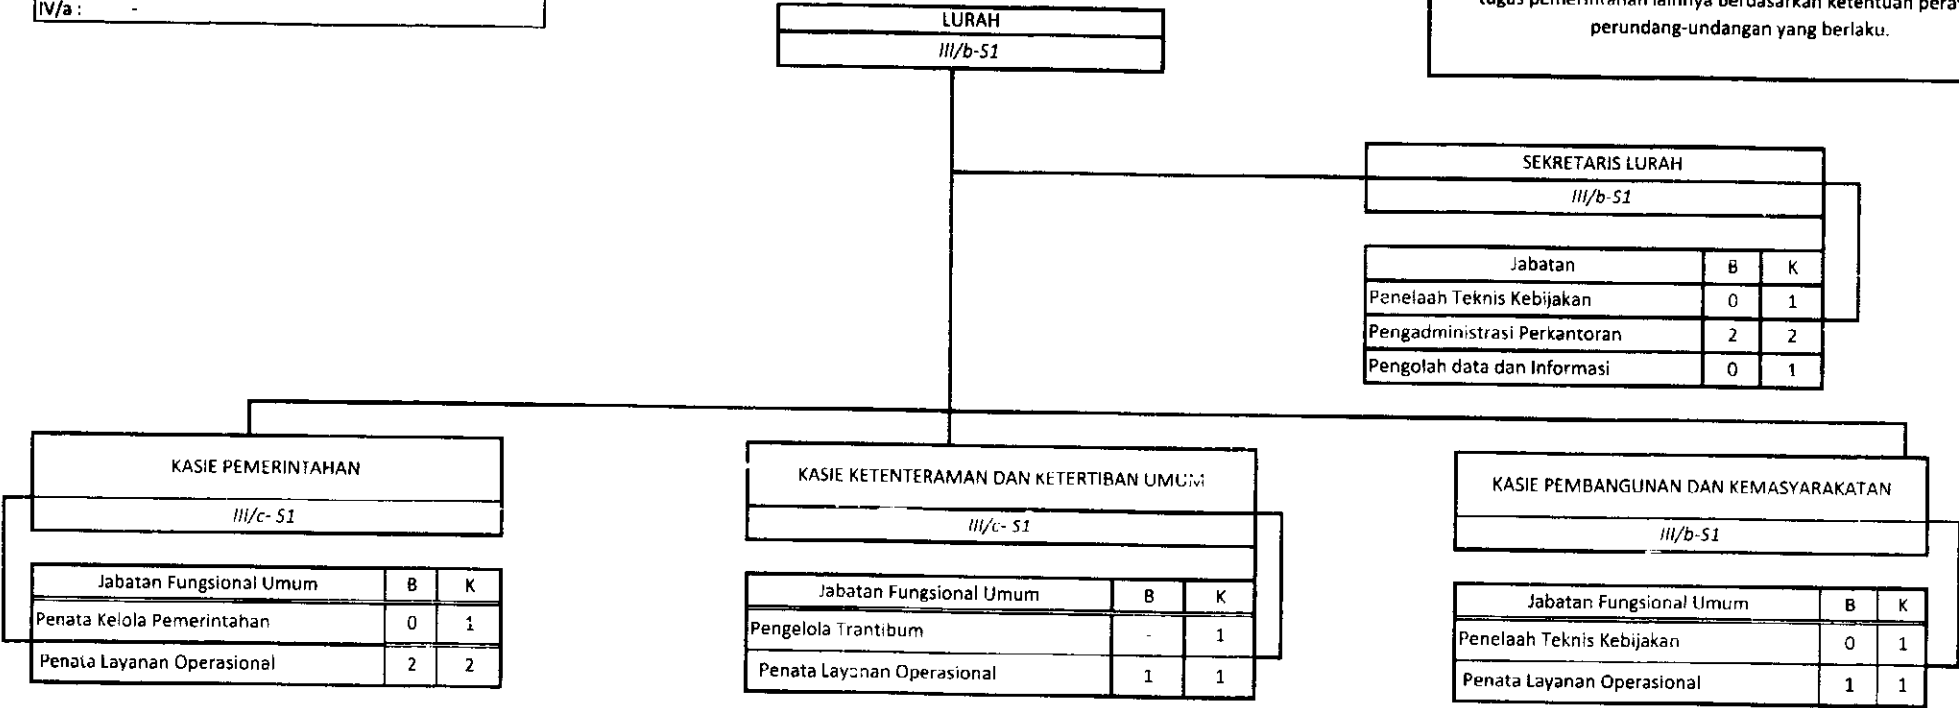 IV/a : -
tugas pemerintahan lainnya berdasarkan ketentuan
perundang-undangan yang berlaku.
LURAH
III/b-S1
SEKRETARIS LURAH
III/b-S1
Jabatan B K
Penelaah Teknis Kebijakan 0 1
Pengadministrasi Perkantoran 2 2
Pengolah data dan Informasi 0 1
KASIE PEMERINTAHAN
III/c- S1
Jabatan Fungsional Umum B K
Penata Kelola Pemerintahan 0 1
Penata Layanan Operasional 2 2
KASIE KETENTERAMAN DAN KETERTIBAN UMUM
III/c- S1
Jabatan Fungsional Umum B K
Pengelola Trantibum - 1
Penata Layanan Operasional 1 1
KASIE PEMBANGUNAN DAN KEMASYARAKATAN
III/b-S1
Jabatan Fungsional Umum B K
Penelaah Teknis Kebijakan 0 1
Penata Layanan Operasional 1 1